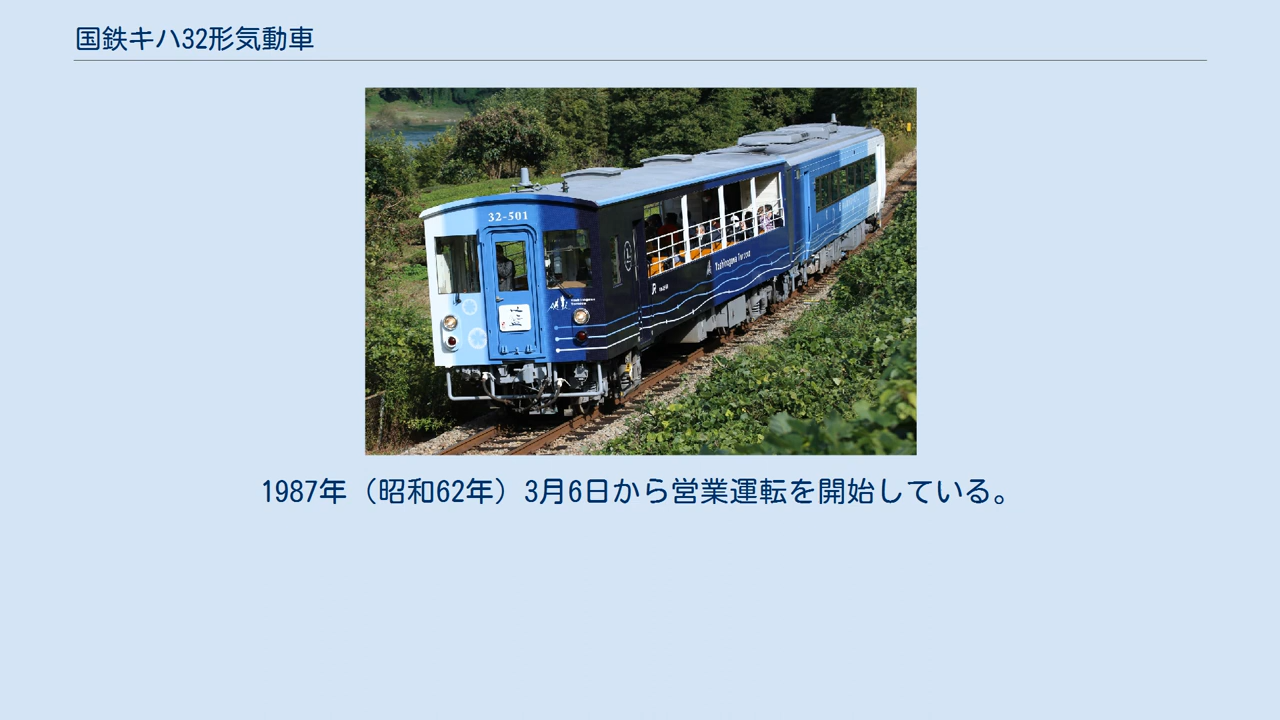 国鉄キハ32形気動車
32-501
Yoshinogawa Torocco
1987年（昭和62年）3月6日から営業運転を開始している。